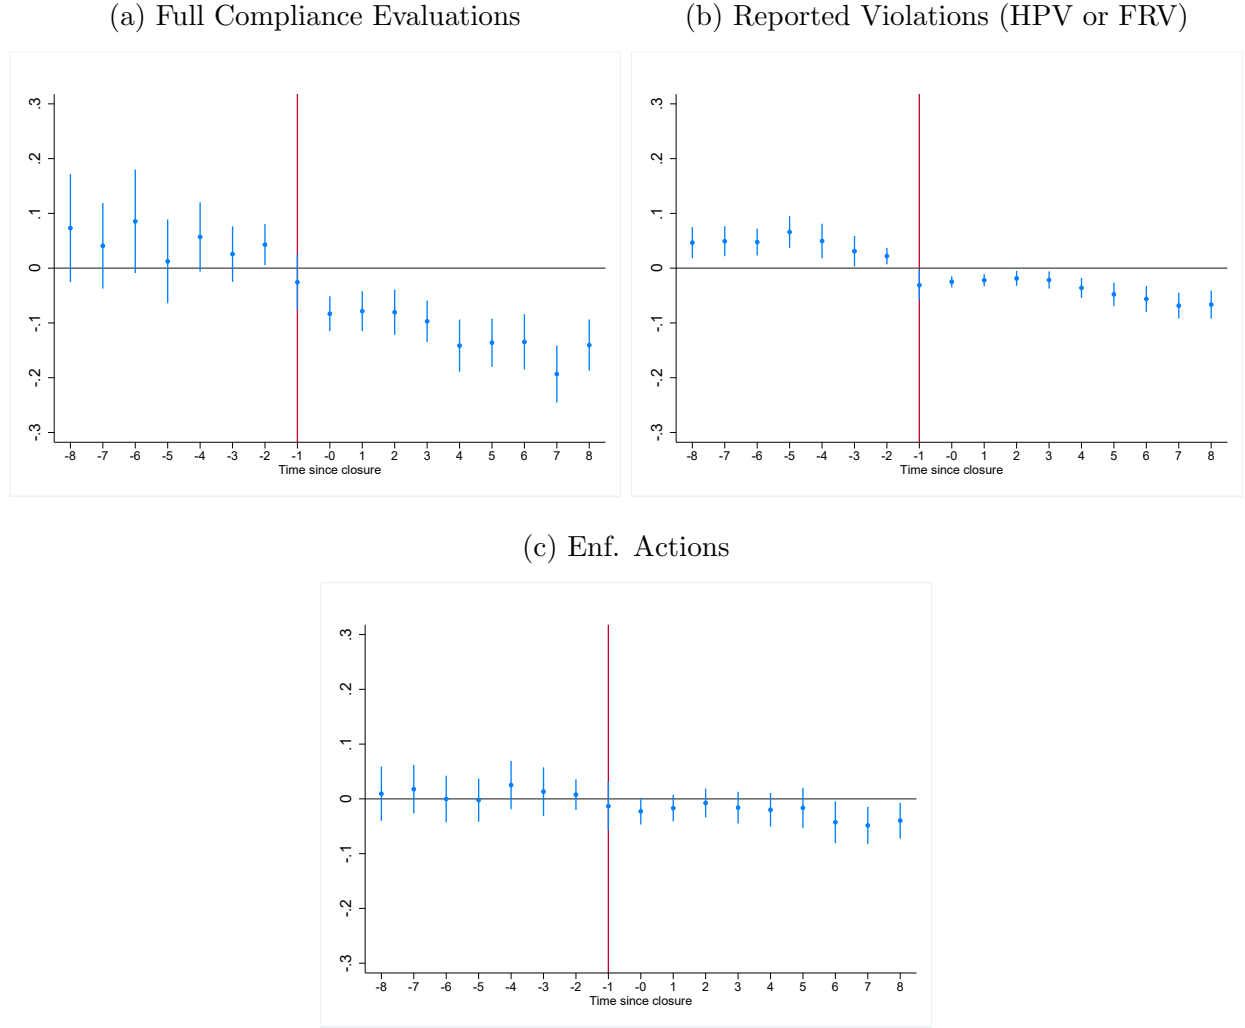 (a) Full Compliance Evaluations
.3
.2
.1
0
-.1
-.2
-.3
-8 -7 -6 -5 -4 -3 -2 -1 -0 1 2 3 4 5 6 7 8
Time since closure
(b) Reported Violations (HPV or FRV)
.3
.2
.1
0
-.1
-.2
-.3
-8 -7 -6 -5 -4 -3 -2 -1 -0 1 2 3 4 5 6 7 8
Time since closure
(c) Enf. Actions
.3
.2
.1
0
-.1
-.2
-.3
-8 -7 -6 -5 -4 -3 -2 -1 -0 1 2 3 4 5 6 7 8
Time since closure